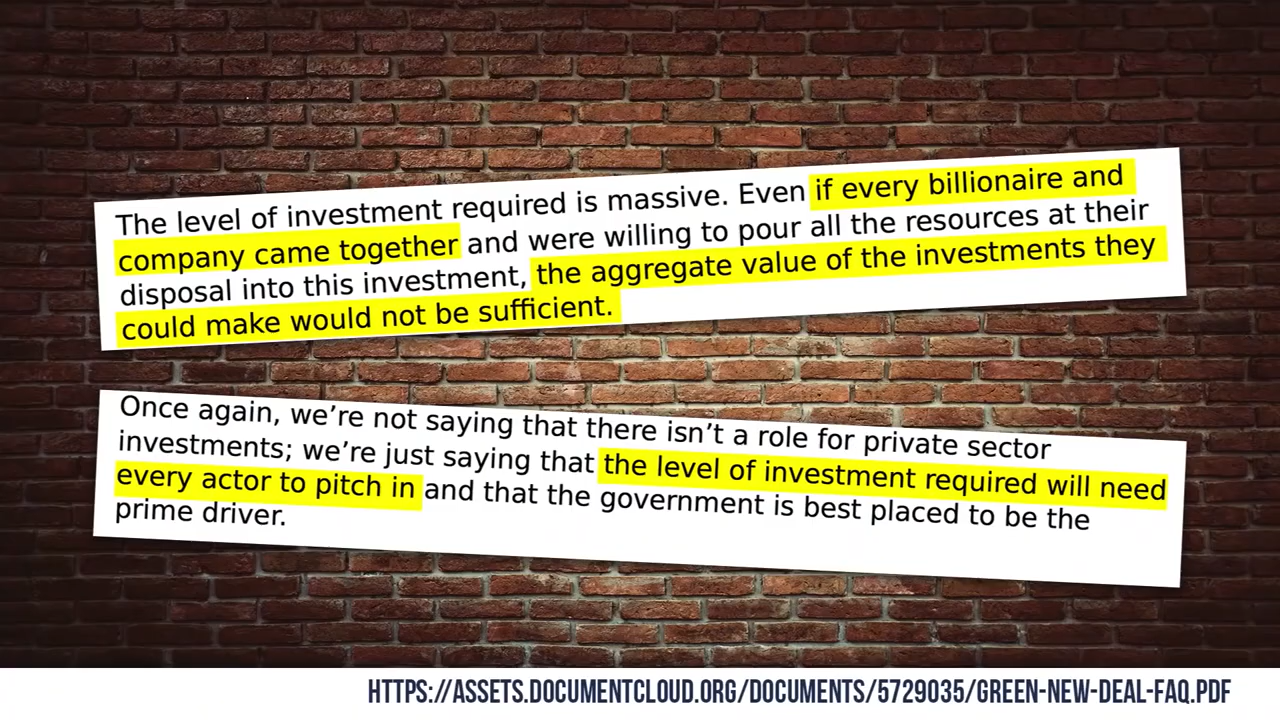 The level of investment required is massive. Even if every billionaire and
company came together and were willing to pour all the resources at their
disposal into this investment, the aggregate value of the investments they
could make would not be sufficient.
Once again, we’re not saying that there isn’t a role for private sector
investments; we’re just saying that the level of investment required will need
every actor to pitch in and that the government is best placed to be the
prime driver.
HTTPS://ASSETS.DOCUMENTCLOUD.ORG/DOCUMENTS/5729035/GREEN-NEW-DEAL-FAQ.PDF